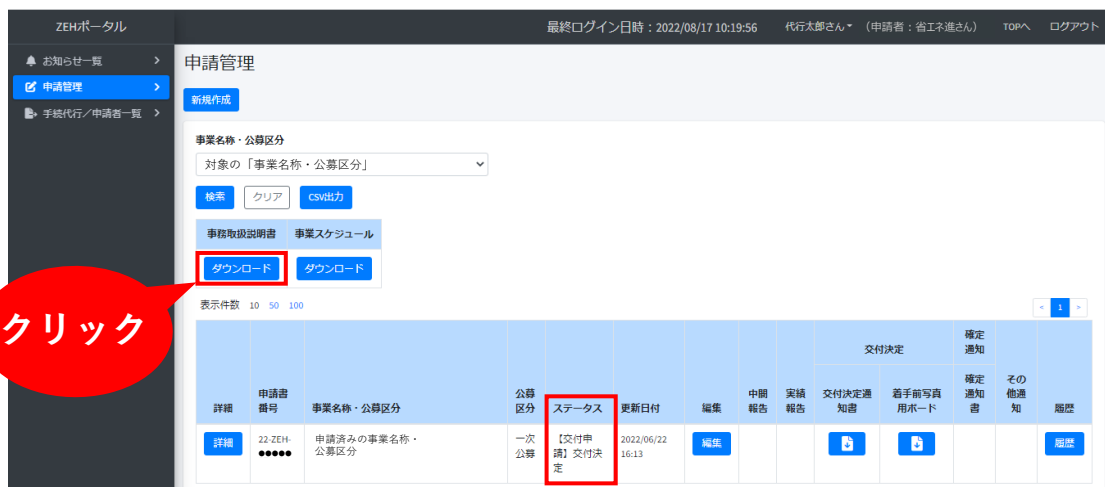 ZEHポータル
最終ログイン日時：2022/08/17 10:19:56 代行太郎さん （申請者：省エネ進さん） TOPへ ログアウト
お知らせ一覧
申請管理
手続代行／申請者一覧
申請管理
新規作成
事業名称・公募区分
対象の「事業名称・公募区分」
検索 クリア CSV出力
事務取扱説明書 事業スケジュール
ダウンロード ダウンロード
クリック
表示件数 10 50 100
< 1 >
交付決定
確定
通知
詳細
申請書
番号
事業名称・公募区分
公募
区分
ステータス
更新日付
編集
中間
報告
実績
報告
交付決定通
知書
着手前写真
用ボード
確定
通知
書
その
他通
知
履歴
詳細
22-ZEH-
●●●●●
申請済みの事業名称・
公募区分
一次
公募
【交付申
請】交付決
定
2022/06/22
16:13
編集
履歴